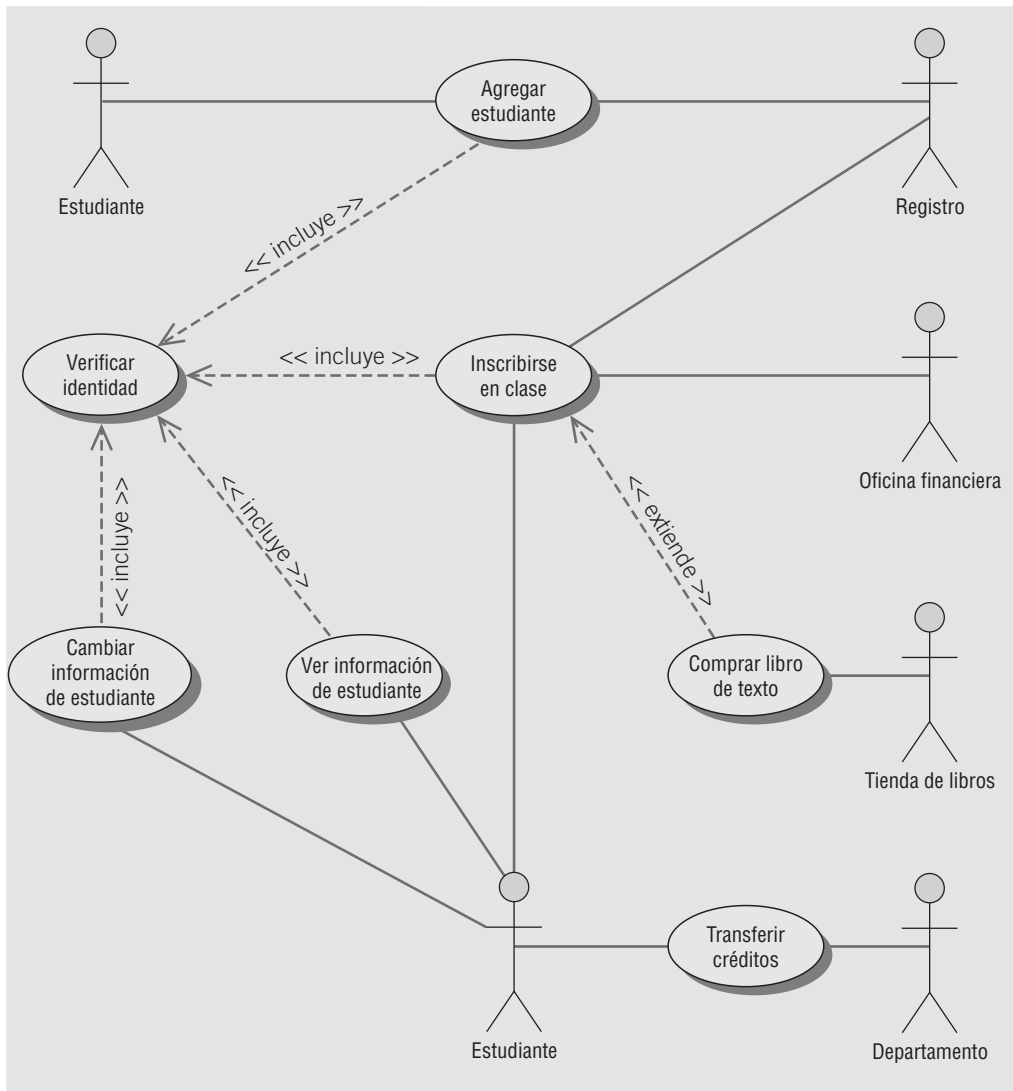 Agregar
estudiante
Estudiante
Registro
<< incluye >>
Verificar
identidad
<< incluye >>
Inscribirse
en clase
Oficina financiera
<< incluye >>
<< incluye >>
<< extiende >>
Cambiar
información
de estudiante
Ver información
de estudiante
Comprar libro
de texto
Tienda de libros
Transferir
créditos
Estudiante
Departamento